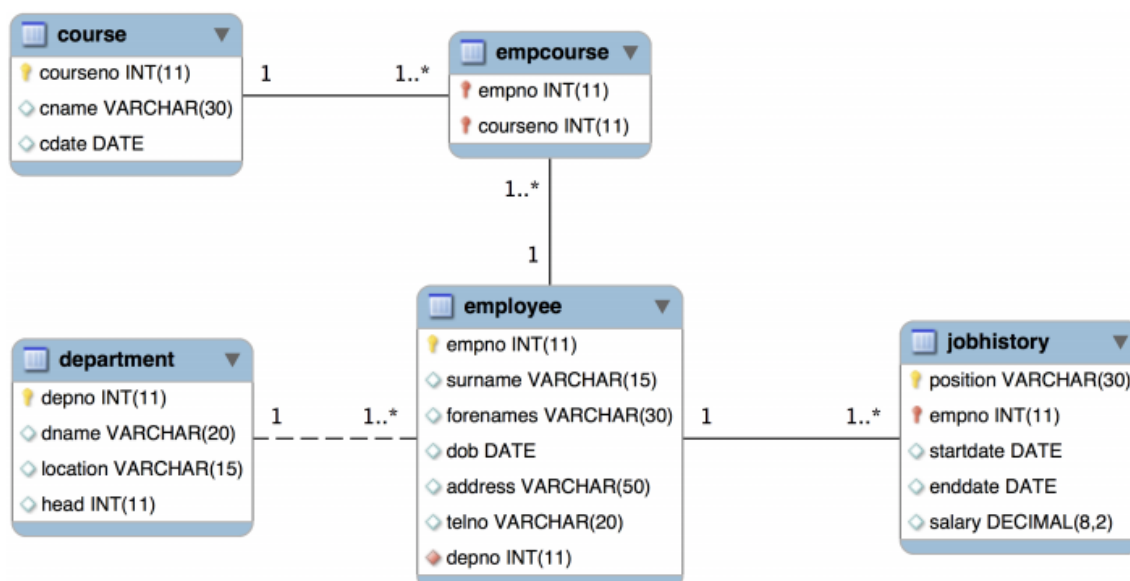 course
courseno INT(11)
cname VARCHAR(30)
cdate DATE
1
1..*
empcourse
empno INT(11)
courseno INT(11)
1..*
1
employee
empno INT(11)
surname VARCHAR(15)
forenames VARCHAR(30)
dob DATE
address VARCHAR(50)
telno VARCHAR(20)
depno INT(11)
department
depno INT(11)
dname VARCHAR(20)
location VARCHAR(15)
head INT(11)
1
1..*
1
1..*
jobhistory
position VARCHAR(30)
empno INT(11)
startdate DATE
enddate DATE
salary DECIMAL(8,2)